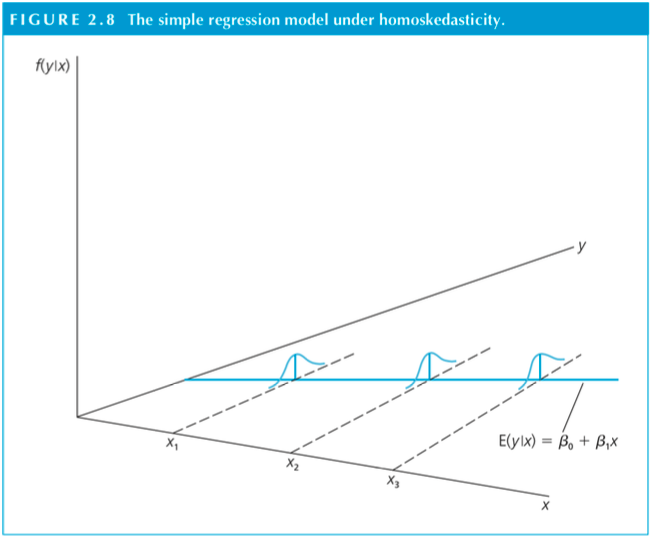 FIGURE 2.8 The simple regression model under homoskedasticity.
f(y|x)
y
x₁
x₂
x₃
E(y|x) = β₀ + β₁x
x